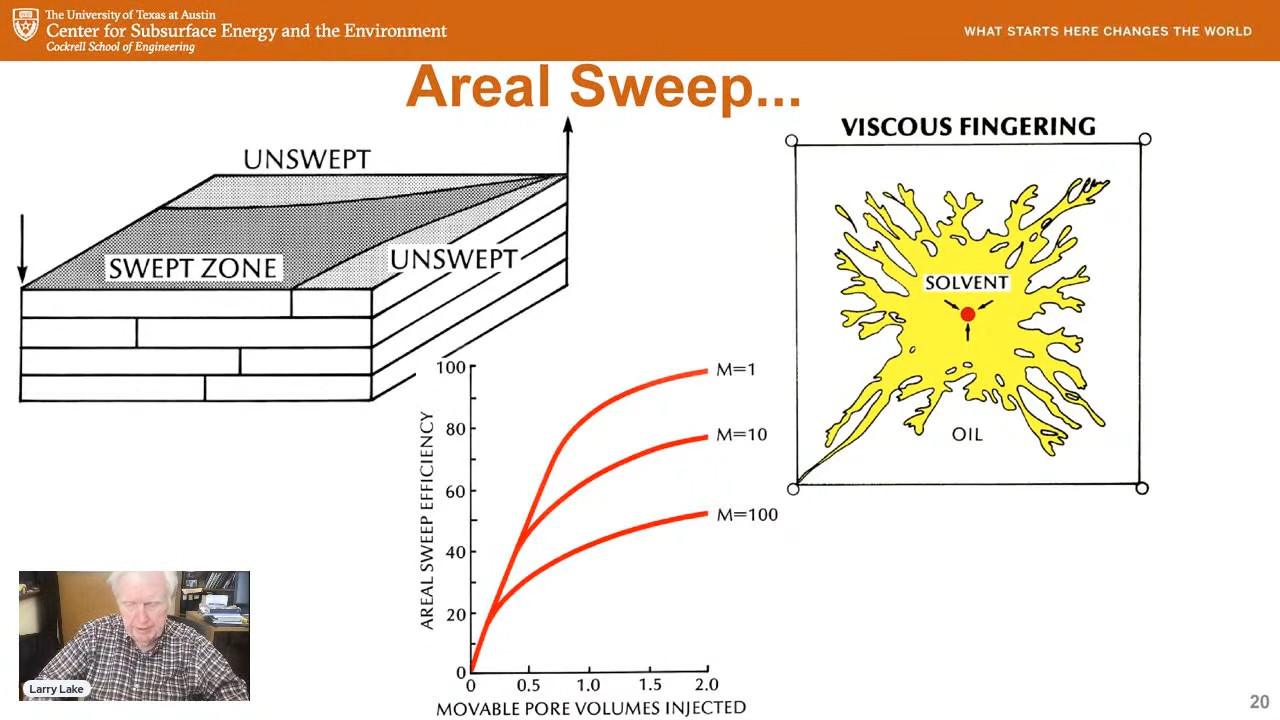 The University of Texas at Austin
Center for Subsurface Energy and the Environment
Cockrell School of Engineering
WHAT STARTS HERE CHANGES THE WORLD
Areal Sweep...
UNSWEPT
SWEPT ZONE
UNSWEPT
VISCOUS FINGERING
SOLVENT
OIL
AREAL SWEEP EFFICIENCY
100
80
60
40
20
0
M=1
M=10
M=100
0 0.5 1.0 1.5 2.0
MOVABLE PORE VOLUMES INJECTED
Larry Lake
20